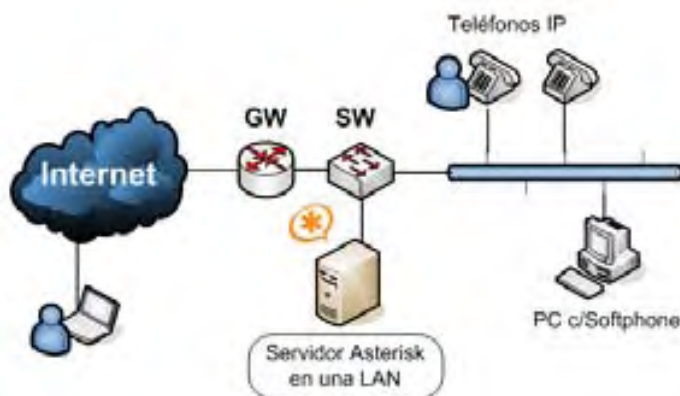 Teléfonos IP
GW
SW
Internet
PC c/Softphone
Servidor Asterisk
en una LAN